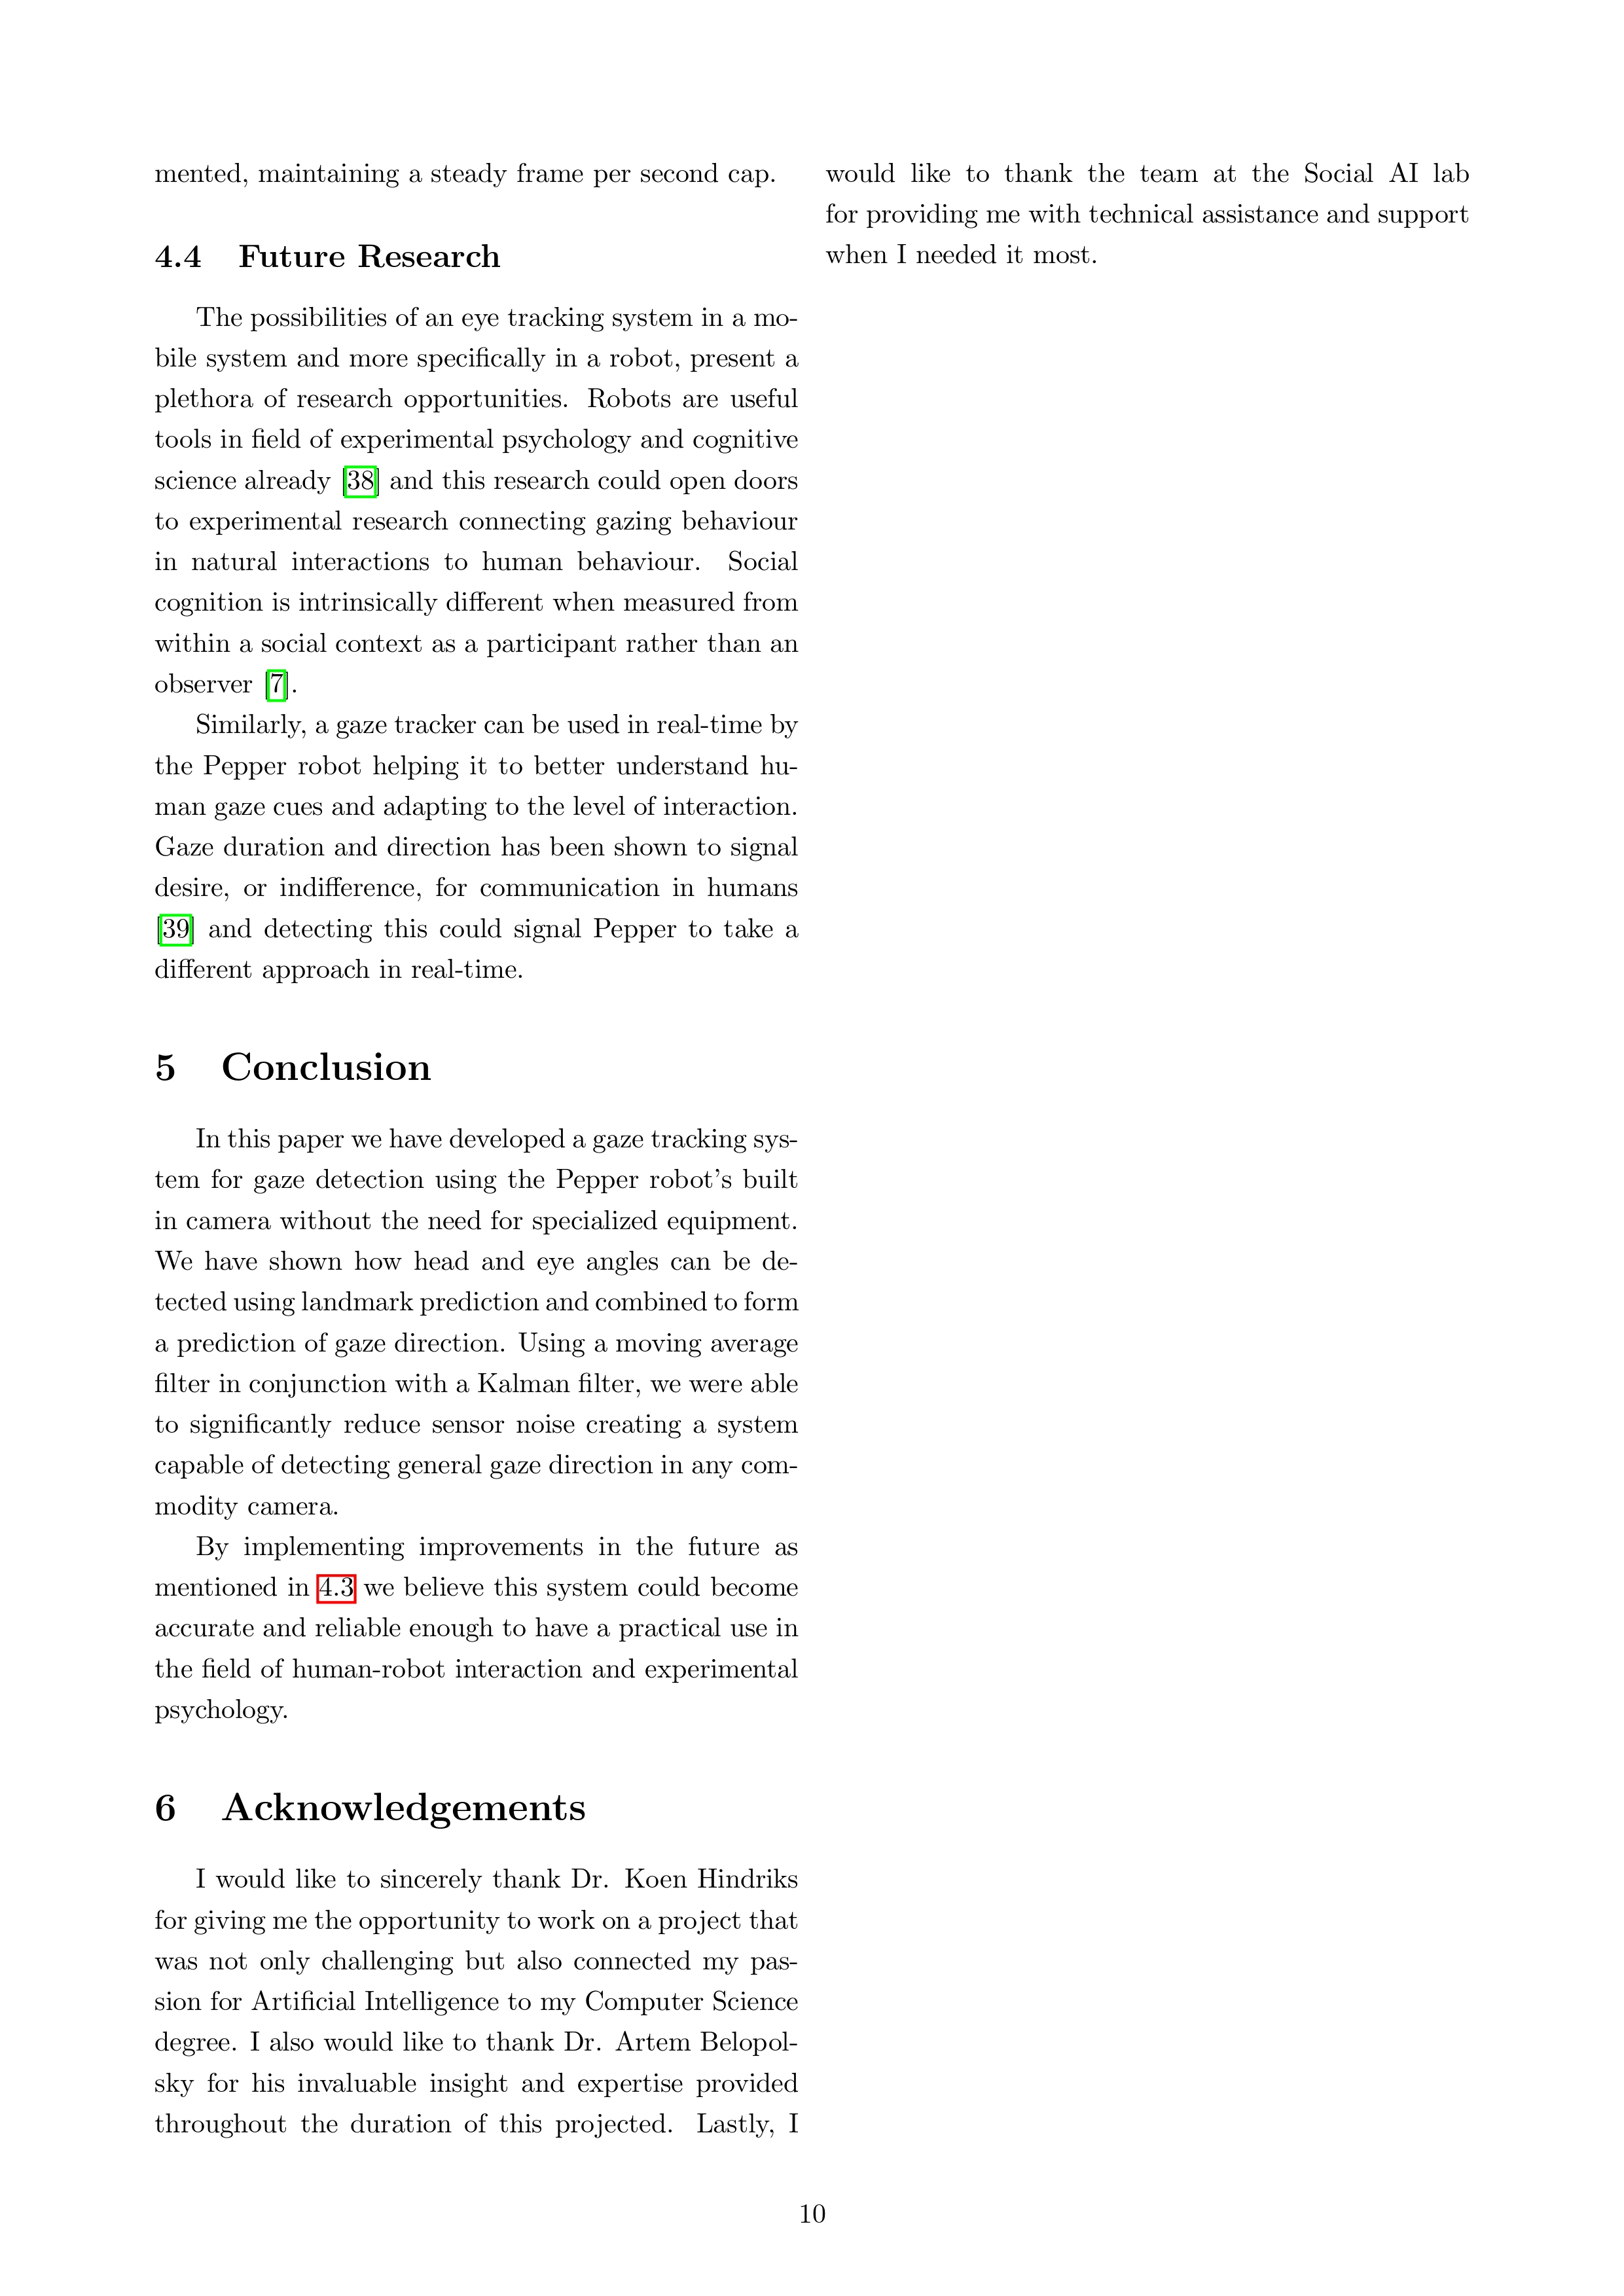 mented, maintaining a steady frame per second cap.
4.4 Future Research
The possibilities of an eye tracking system in a mo-
bile system and more specifically in a robot, present a
plethora of research opportunities. Robots are useful
tools in field of experimental psychology and cognitive
science already [38] and this research could open doors
to experimental research connecting gazing behaviour
in natural interactions to human behaviour. Social
cognition is intrinsically different when measured from
within a social context as a participant rather than an
observer [7].
Similarly, a gaze tracker can be used in real-time by
the Pepper robot helping it to better understand hu-
man gaze cues and adapting to the level of interaction.
Gaze duration and direction has been shown to signal
desire, or indifference, for communication in humans
[39] and detecting this could signal Pepper to take a
different approach in real-time.
5 Conclusion
In this paper we have developed a gaze tracking sys-
tem for gaze detection using the Pepper robot's built
in camera without the need for specialized equipment.
We have shown how head and eye angles can be de-
tected using landmark prediction and combined to form
a prediction of gaze direction. Using a moving average
filter in conjunction with a Kalman filter, we were able
to significantly reduce sensor noise creating a system
capable of detecting general gaze direction in any com-
modity camera.
By implementing improvements in the future as
mentioned in 4.3 we believe this system could become
accurate and reliable enough to have a practical use in
the field of human-robot interaction and experimental
psychology.
6 Acknowledgements
I would like to sincerely thank Dr. Koen Hindriks
for giving me the opportunity to work on a project that
was not only challenging but also connected my pas-
sion for Artificial Intelligence to my Computer Science
degree. I also would like to thank Dr. Artem Belopol-
sky for his invaluable insight and expertise provided
throughout the duration of this projected. Lastly, I
would like to thank the team at the Social AI lab
for providing me with technical assistance and support
when I needed it most.
10